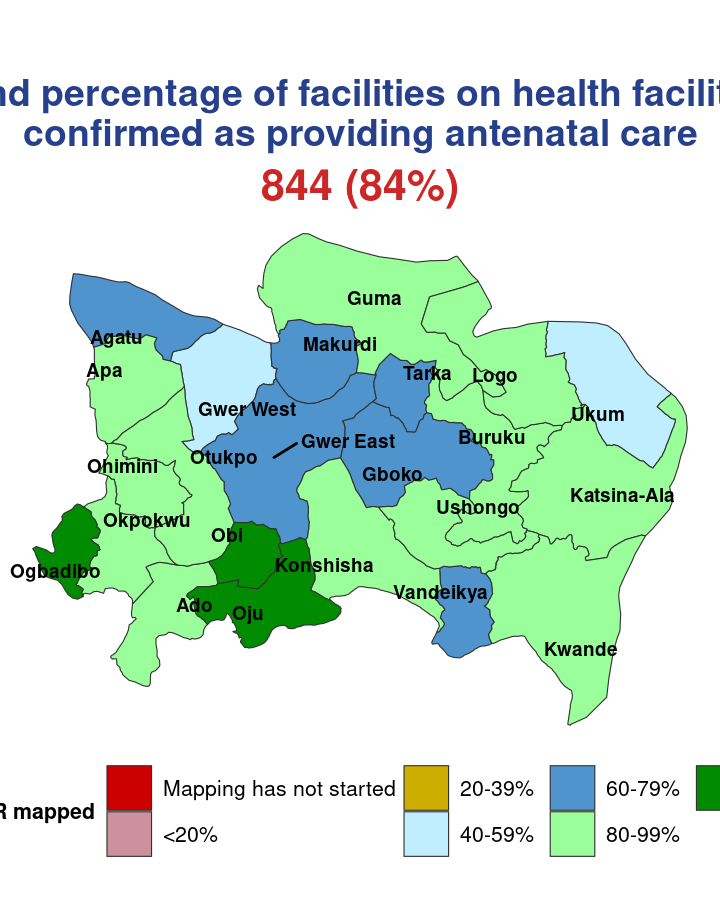 percentage of facilities on health
confirmed as providing antenatal care
844 (84%)
Guma
Agatu
Makurdi
Apa
Tarka
Logo
Gwer West
Ukum
Gwer East
Buruku
Otukpo
Ohimini
Gboko
Katsina-Ala
Ushongo
Okpokwu
Obi
Konshisha
Ogbadibo
Vandeikya
Ado
Oju
Kwande
Mapping has not started
20-39%
60-79%
mapped
<20%
40-59%
80-99%